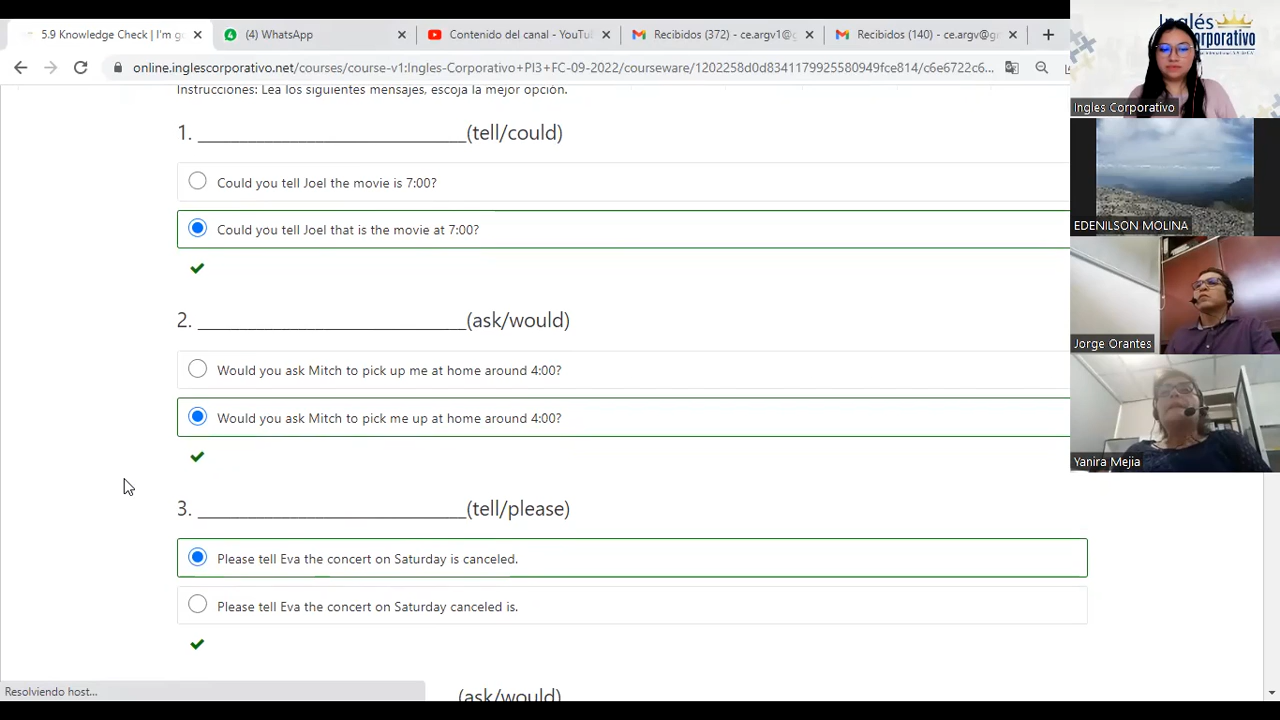 5.9 Knowledge Check | I'm g
(4) WhatsApp
Contenido del canal - YouTu
Recibidos (372) - ce.argv1@g
Recibidos (140) - ce.argv@g
online.inglescorporativo.net/courses/course-v1:Ingles-Corporativo+PI3+FC-09-2022/courseware/1202258d0d8341179325580949fce814/c6e6722c6...
Instrucciones: Lea los siguientes mensajes, escoja la mejor opción.
1. ________________________(tell/could)
Could you tell Joel the movie is 7:00?
Could you tell Joel that is the movie at 7:00?
2. ________________________(ask/would)
Would you ask Mitch to pick up me at home around 4:00?
Would you ask Mitch to pick me up at home around 4:00?
3. ________________________(tell/please)
Please tell Eva the concert on Saturday is canceled.
Please tell Eva the concert on Saturday canceled is.
(ask/would)
Resolviendo host...
Inglés
Corporativo
Ingles Corporativo
EDENILSON MOLINA
Jorge Orantes
Yanira Mejia